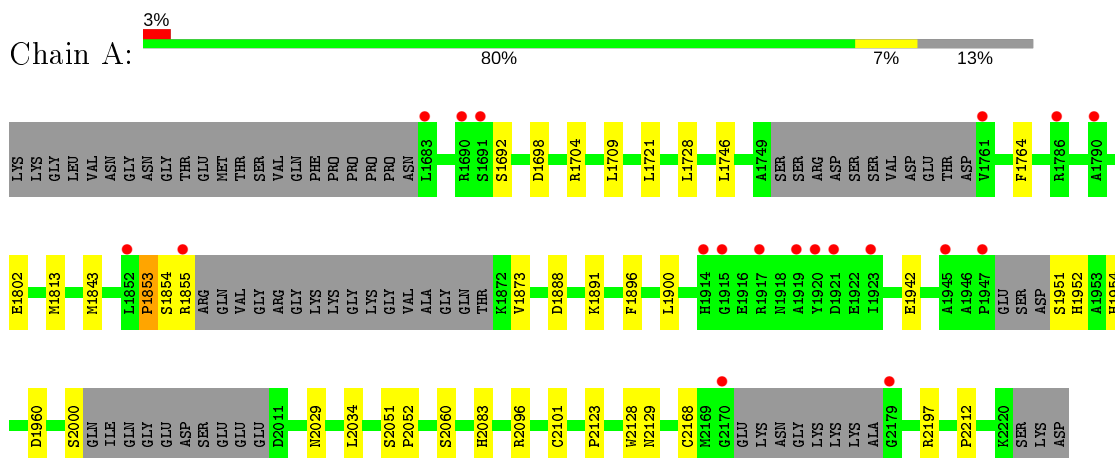 3%
Chain A:
80% 7% 13%
LYS LYS GLY LEU VAL ASN GLY ASN GLY THR GLU MET THR SER VAL GLN PHE PRO PRO PRO PRO ASN L1683 R1690 S1691 S1692 D1698 R1704 L1709 L1721 L1728 L1746 A1749 SER SER ARG ASP SER SER VAL ASP GLU THR ASP V1761 F1764 R1786 A1790
E1802 M1813 M1843 L1852 P1853 S1854 R1855 ARG GLN VAL GLY ARG GLY LYS LYS GLY LYS GLY VAL ALA GLY GLN THR K1872 V1873 D1888 K1891 F1896 L1900 H1914 G1915 E1916 R1917 N1918 A1919 Y1920 D1921 E1922 I1923 E1942 A1945 A1946 P1947 GLU SER ASP S1951 H1952 A1953 H1954
D1960 S2000 GLN ILE GLN GLY GLU ASP SER GLU GLU GLU D2011 N2029 L2034 S2051 P2052 S2060 H2083 R2096 C2101 P2123 W2128 N2129 C2168 M2169 G2170 GLU LYS ASN GLY LYS LYS LYS ALA G2179 R2197 P2212 K2220 SER LYS ASP